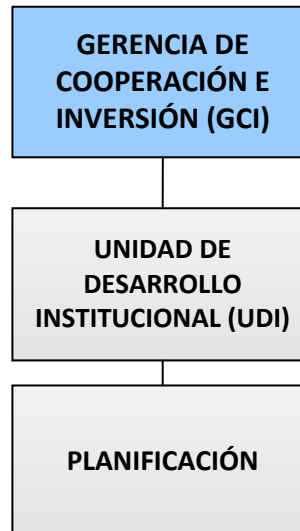 GERENCIA DE
COOPERACIÓN E
INVERSIÓN (GCI)
UNIDAD DE
DESARROLLO
INSTITUCIONAL (UDI)
PLANIFICACIÓN